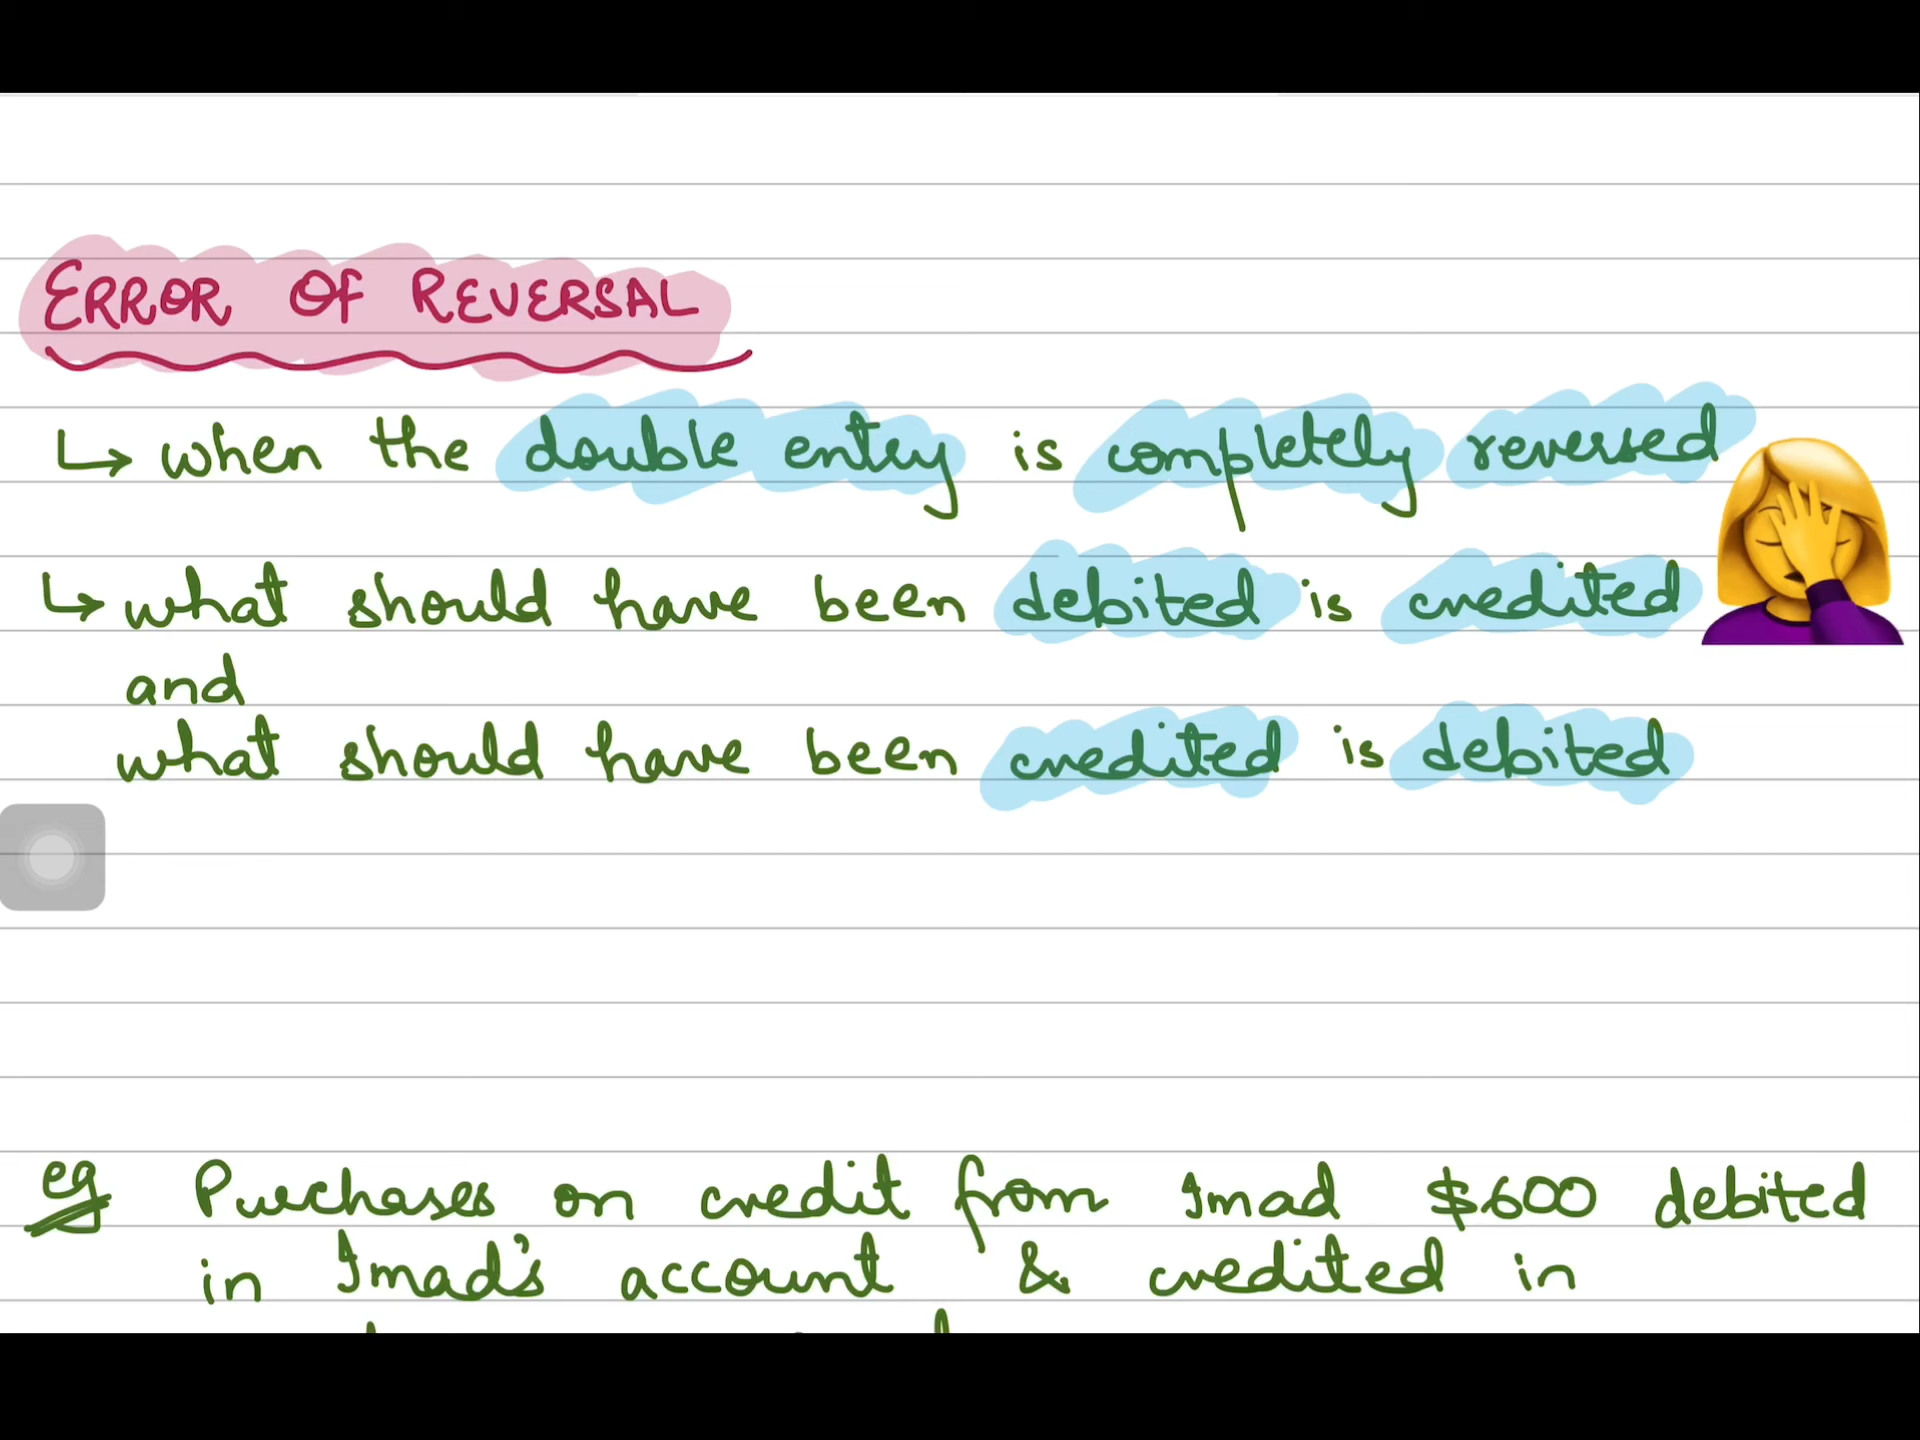 ERROR OF REVERSAL
↳ when the double entry is completely reversed
↳ what should have been debited is credited
and
what should have been credited is debited
eg Purchases on credit from Imad $600 debited
in Imad's account & credited in